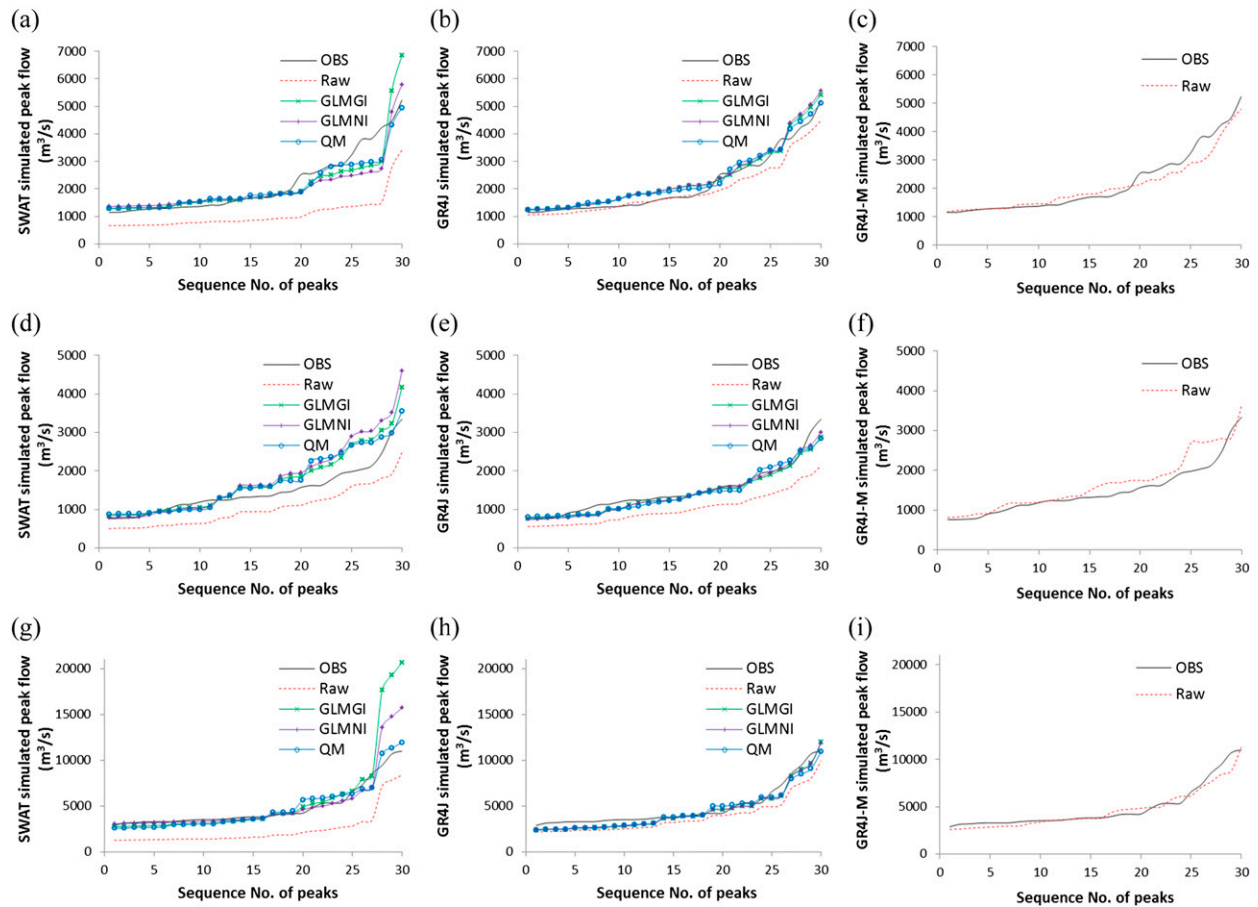 (a)
SWAT simulated peak flow
(m³/s)
7000
6000
5000
4000
3000
2000
1000
0
OBS
Raw
GLMGI
GLMNI
QM
0 5 10 15 20 25 30
Sequence No. of peaks
(b)
GR4J simulated peak flow
(m³/s)
7000
6000
5000
4000
3000
2000
1000
0
OBS
Raw
GLMGI
GLMNI
QM
0 5 10 15 20 25 30
Sequence No. of peaks
(c)
GR4J-M simulated peak flow
(m³/s)
7000
6000
5000
4000
3000
2000
1000
0
OBS
Raw
0 5 10 15 20 25 30
Sequence No. of peaks
(d)
SWAT simulated peak flow
(m³/s)
5000
4000
3000
2000
1000
0
OBS
Raw
GLMGI
GLMNI
QM
0 5 10 15 20 25 30
Sequence No. of peaks
(e)
GR4J simulated peak flow
(m³/s)
5000
4000
3000
2000
1000
0
OBS
Raw
GLMGI
GLMNI
QM
0 5 10 15 20 25 30
Sequence No. of peaks
(f)
GR4J-M simulated peak flow
(m³/s)
5000
4000
3000
2000
1000
0
OBS
Raw
0 5 10 15 20 25 30
Sequence No. of peaks
(g)
SWAT simulated peak flow
(m³/s)
20000
15000
10000
5000
0
OBS
Raw
GLMGI
GLMNI
QM
0 5 10 15 20 25 30
Sequence No. of peaks
(h)
GR4J simulated peak flow
(m³/s)
20000
15000
10000
5000
0
OBS
Raw
GLMGI
GLMNI
QM
0 5 10 15 20 25 30
Sequence No. of peaks
(i)
GR4J-M simulated peak flow
(m³/s)
20000
15000
10000
5000
0
OBS
Raw
0 5 10 15 20 25 30
Sequence No. of peaks